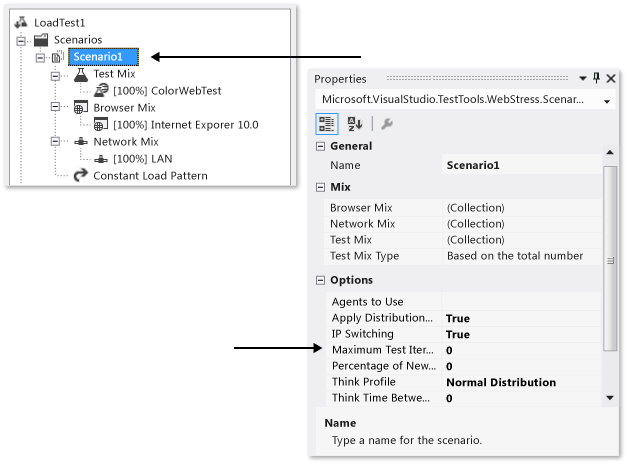 LoadTest1
Scenarios
Scenario1
Test Mix
[100%] ColorWebTest
Browser Mix
[100%] Internet Exporer 10.0
Network Mix
[100%] LAN
Constant Load Pattern
Properties
Microsoft.VisualStudio.TestTools.WebStress.Scenar...
General
Name Scenario1
Mix
Browser Mix (Collection)
Network Mix (Collection)
Test Mix (Collection)
Test Mix Type Based on the total number
Options
Agents to Use
Apply Distribution... True
IP Switching True
Maximum Test Iter... 0
Percentage of New... 0
Think Profile Normal Distribution
Think Time Betwe... 0
Name
Type a name for the scenario.